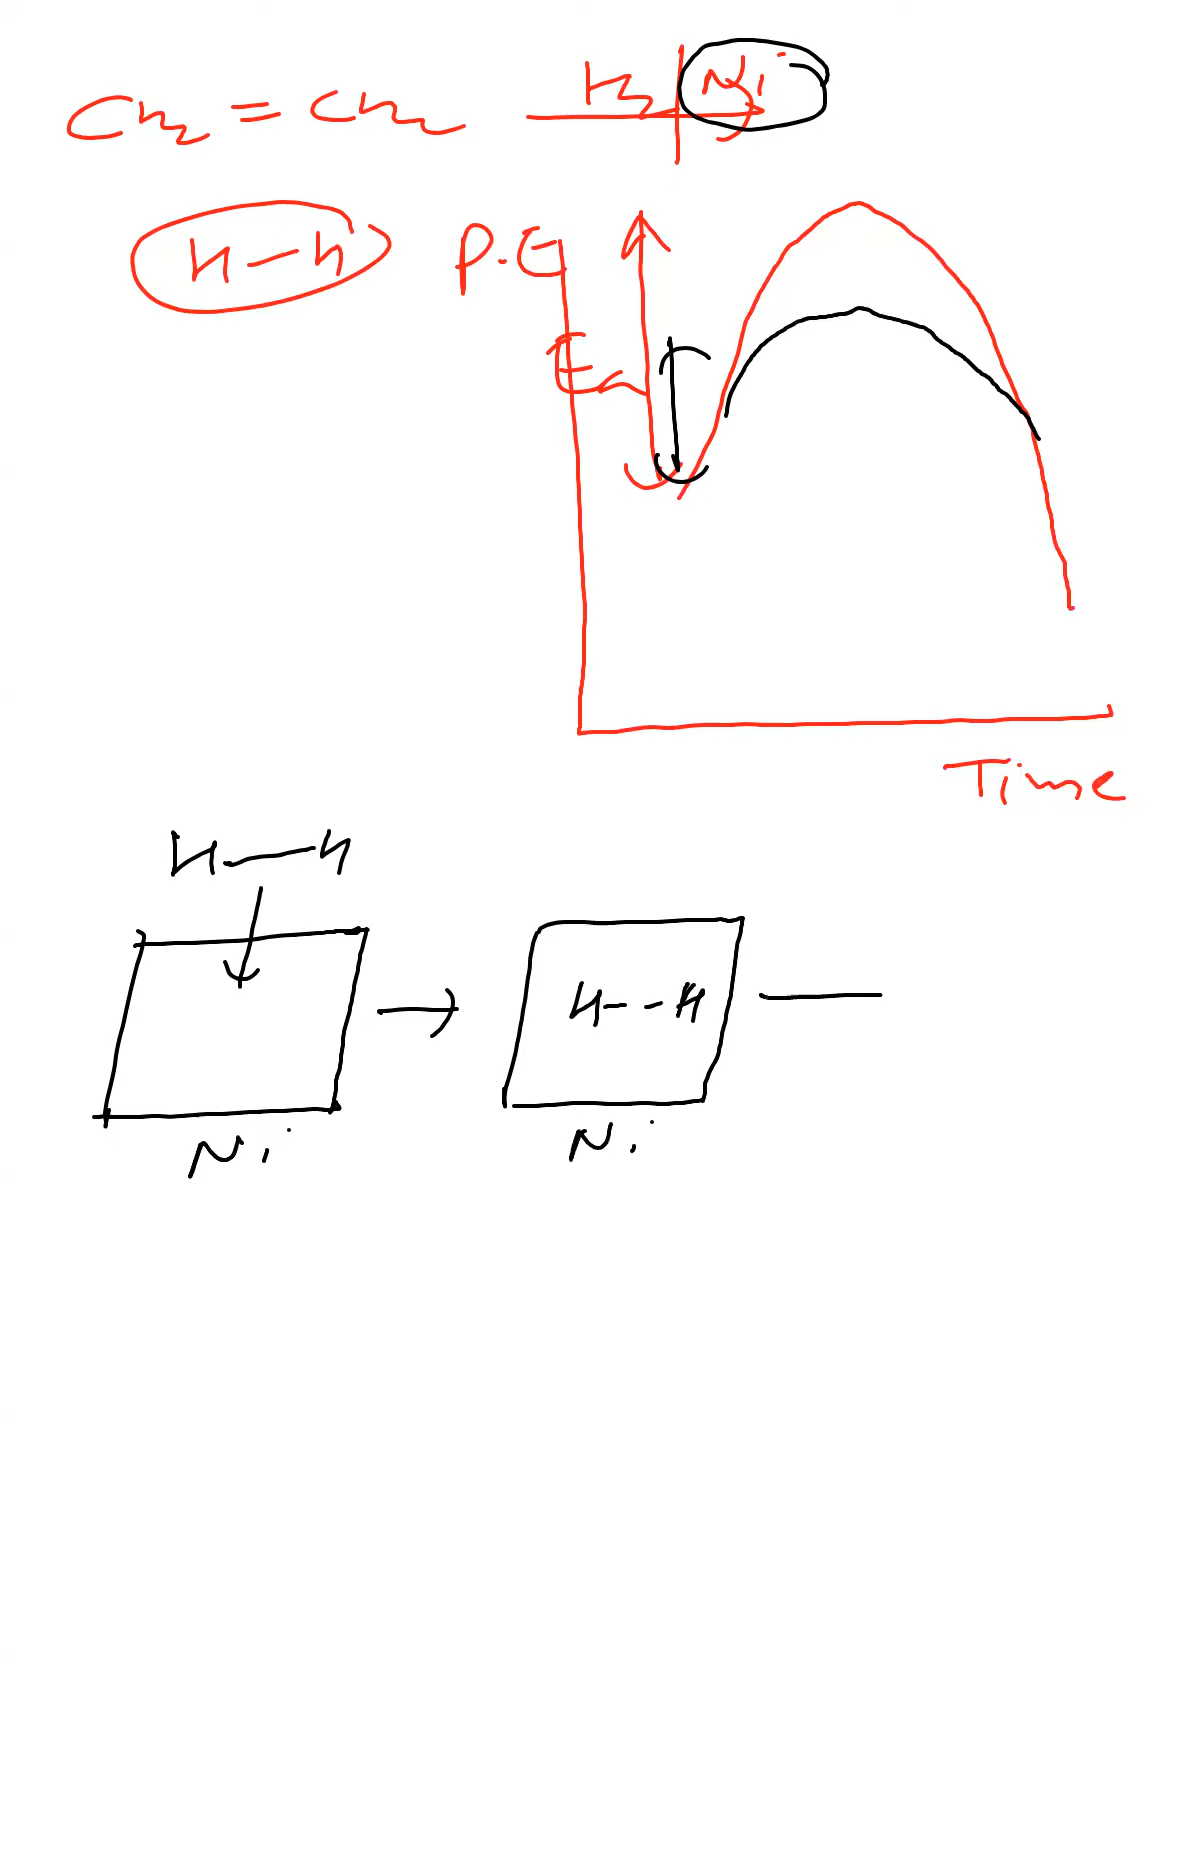 CH2 = CH2 H2 | Ni
H - H P.E
Ea
Time
H - H
H - - H
Ni Ni